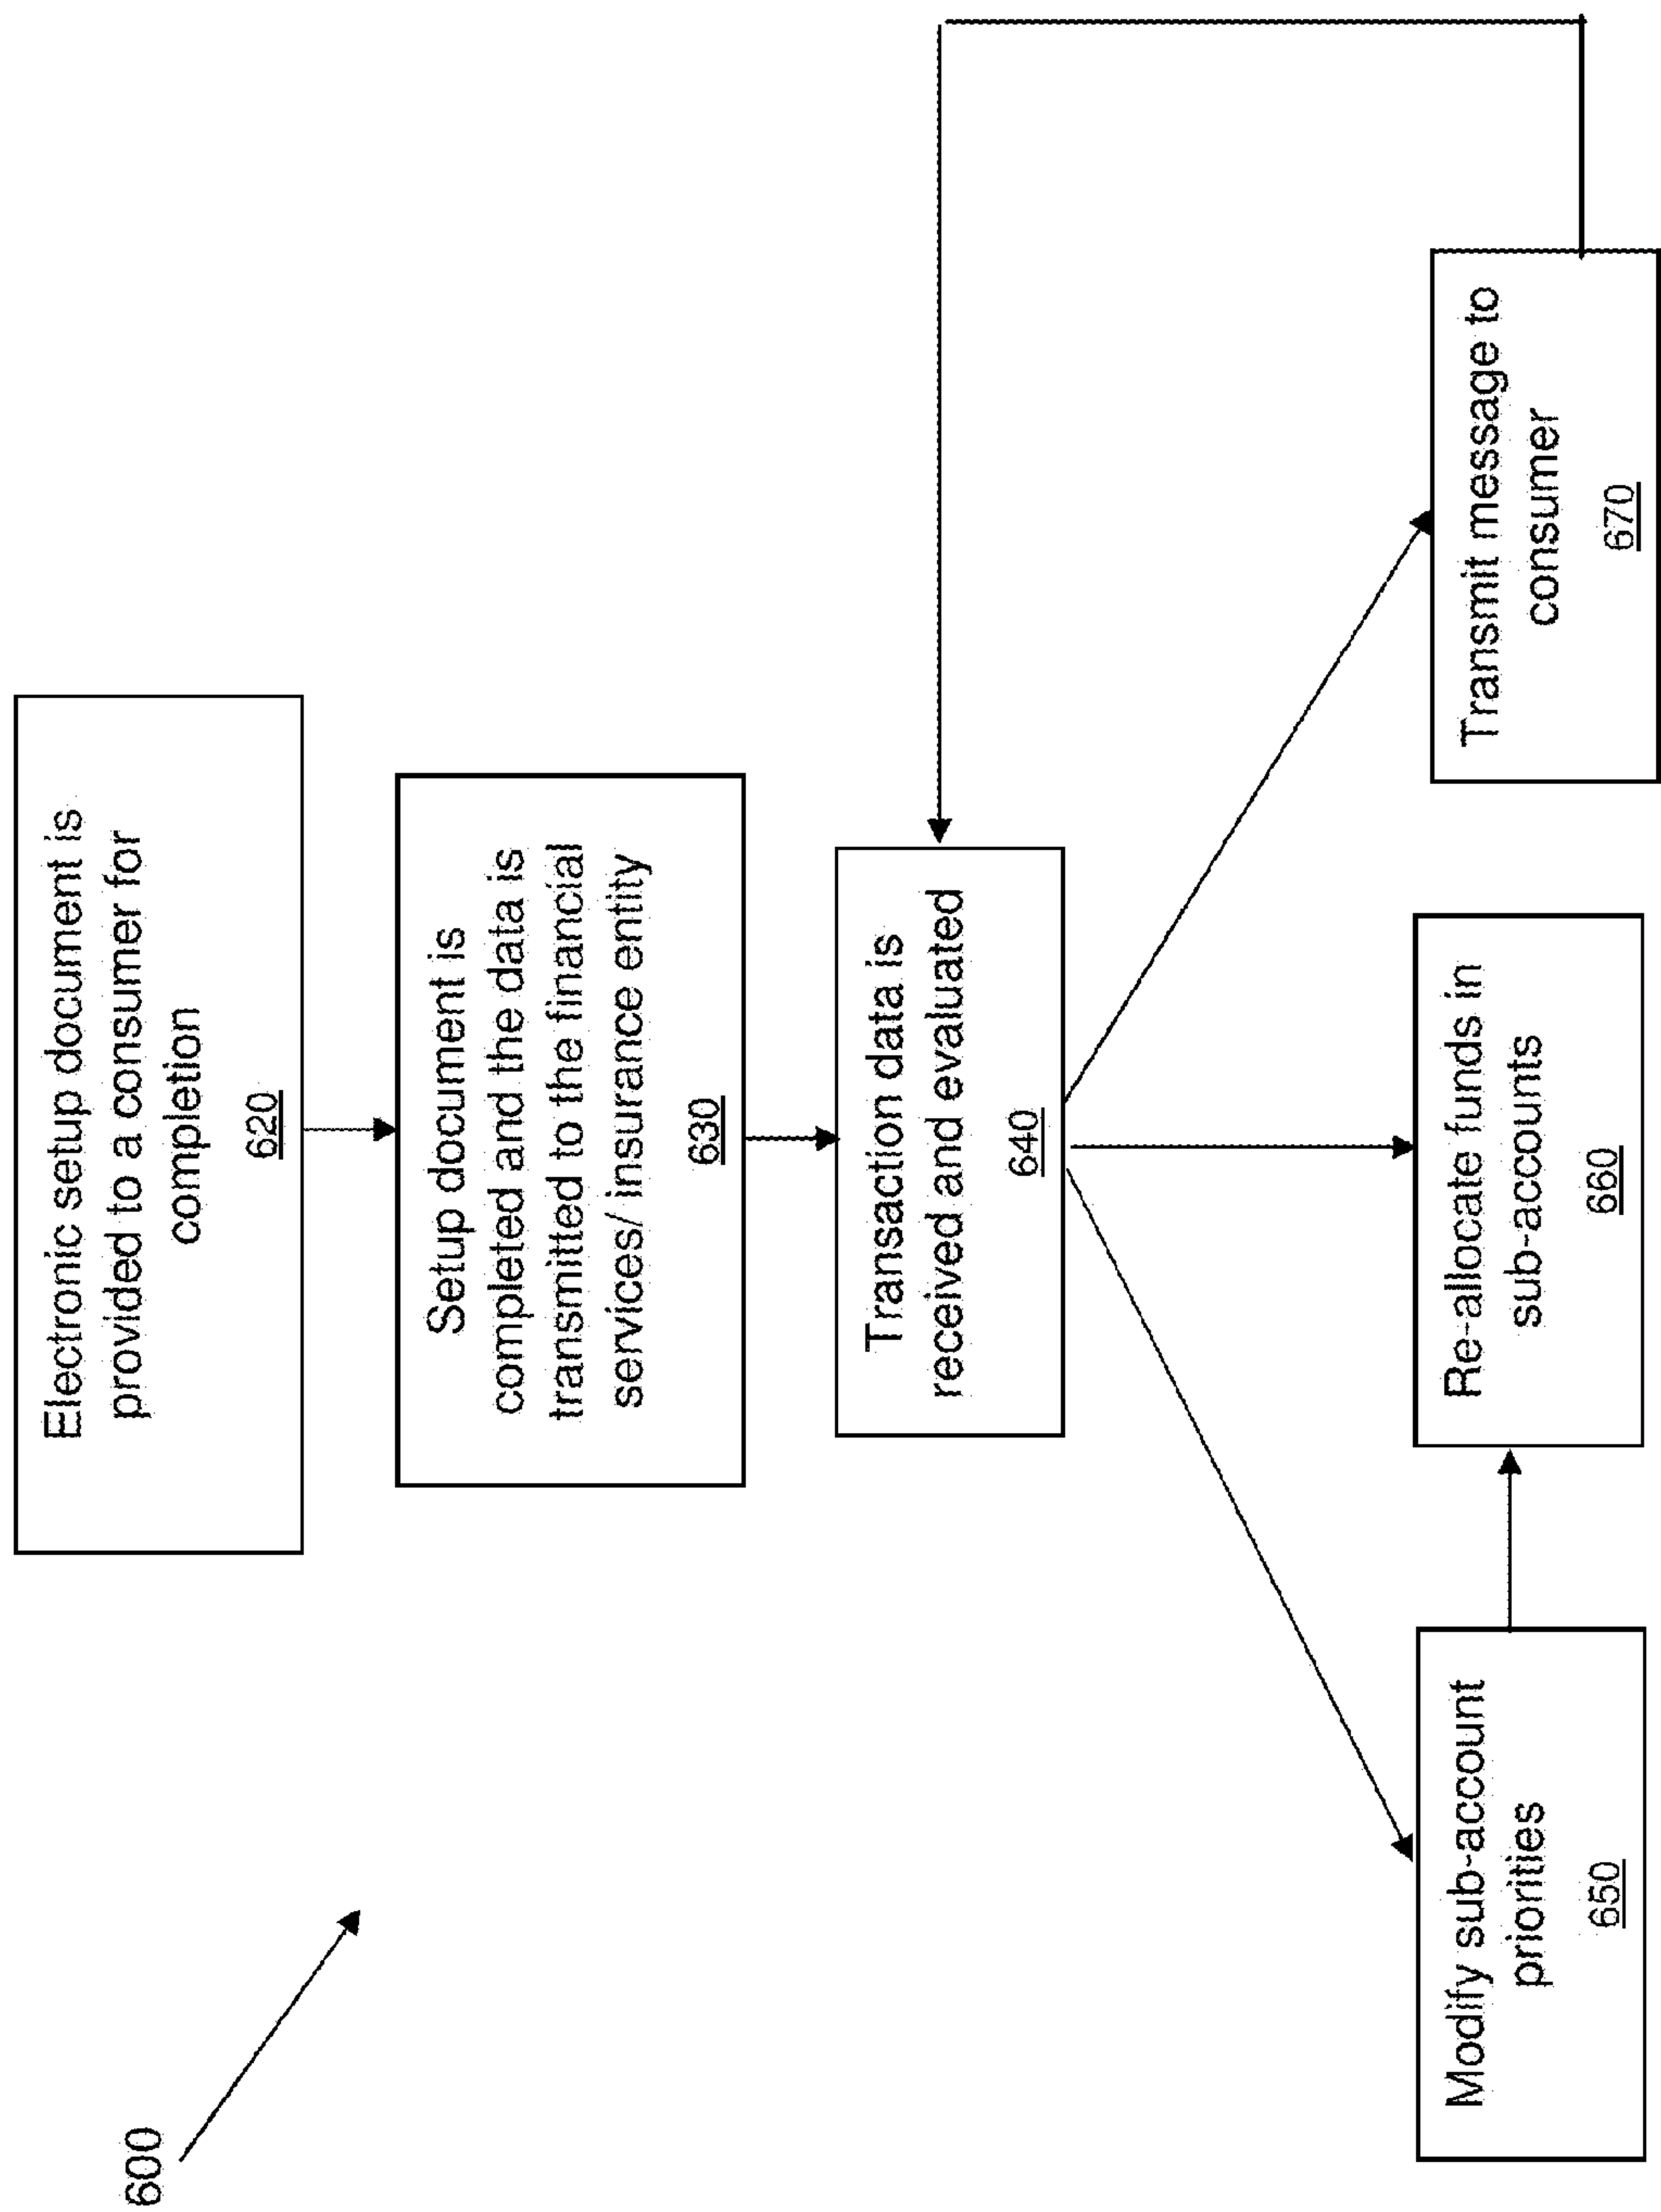 600
Electronic setup document is
provided to a consumer for
completion
620
Setup document is
completed and the data is
transmitted to the financial
services/ insurance entity
630
Transaction data is
received and evaluated
640
Modify sub-account
priorities
650
Re-allocate funds in
sub-accounts
660
Transmit message to
consumer
670